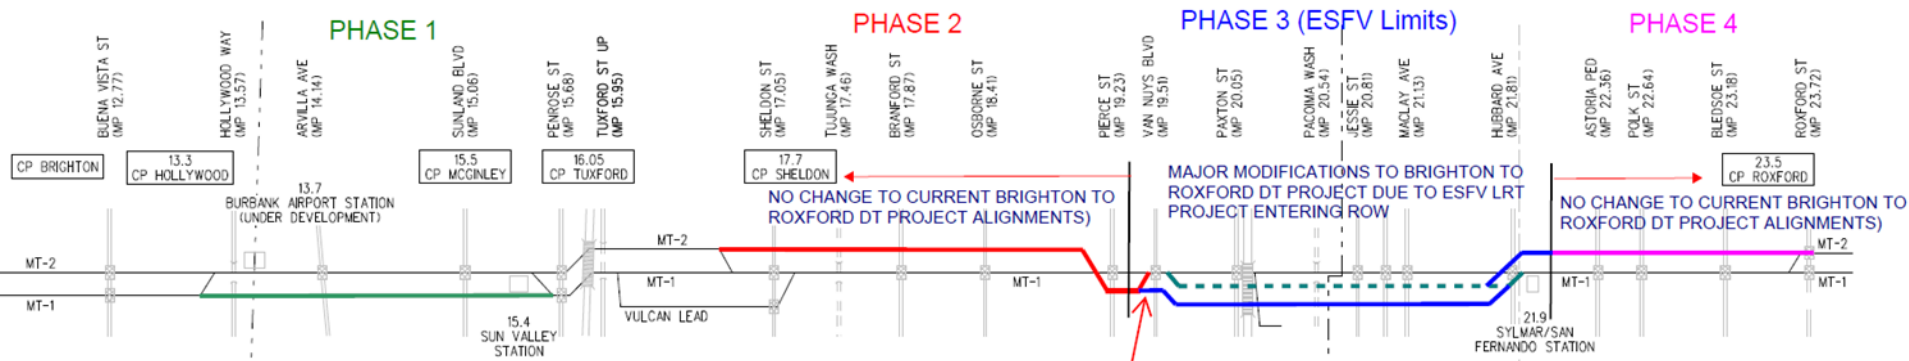 PHASE 1
PHASE 2
PHASE 3 (ESFV Limits)
PHASE 4
BUENA VISTA ST
(MP 12.77)
HOLLYWOOD WAY
(MP 13.57)
ARVILLA AVE
(MP 14.14)
SUNLAND BLVD
(MP 15.06)
PENROSE ST
(MP 15.68)
TUXFORD ST UP
(MP 15.95)
SHELDON ST
(MP 17.05)
TUJUNGA WASH
(MP 17.46)
BRANFORD ST
(MP 17.87)
OSBORNE ST
(MP 18.41)
PIERCE ST
(MP 19.23)
VAN NUYS BLVD
(MP 19.51)
PAXTON ST
(MP 20.05)
PACOIMA WASH
(MP 20.54)
JESSIE ST
(MP 20.81)
MACLAY AVE
(MP 21.13)
HUBBARD AVE
(MP 21.81)
ASTORIA PED
(MP 22.36)
POLK ST
(MP 22.64)
BLEDSOE ST
(MP 23.18)
ROXFORD ST
(MP 23.72)
CP BRIGHTON
13.3
CP HOLLYWOOD
15.5
CP MCGINLEY
16.05
CP TUXFORD
17.7
CP SHELDON
23.5
CP ROXFORD
13.7
BURBANK AIRPORT STATION
(UNDER DEVELOPMENT)
NO CHANGE TO CURRENT BRIGHTON TO
ROXFORD DT PROJECT ALIGNMENTS)
MAJOR MODIFICATIONS TO BRIGHTON TO
ROXFORD DT PROJECT DUE TO ESFV LRT
PROJECT ENTERING ROW
NO CHANGE TO CURRENT BRIGHTON TO
ROXFORD DT PROJECT ALIGNMENTS)
MT-2
MT-2
MT-2
MT-1
MT-1
MT-1
MT-1
MT-1
VULCAN LEAD
15.4
SUN VALLEY
STATION
21.9
SYLMAR/SAN
FERNANDO STATION